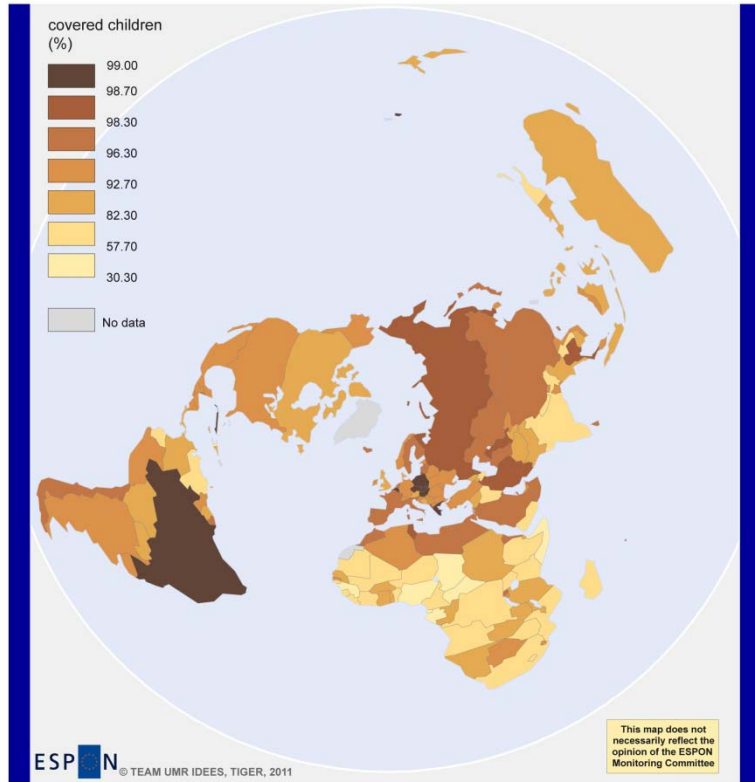 covered children
(%)
99.00
98.70
98.30
96.30
92.70
82.30
57.70
30.30
No data
ESPON © TEAM UMR IDEES, TIGER, 2011
This map does not
necessarily reflect the
opinion of the ESPON
Monitoring Committee